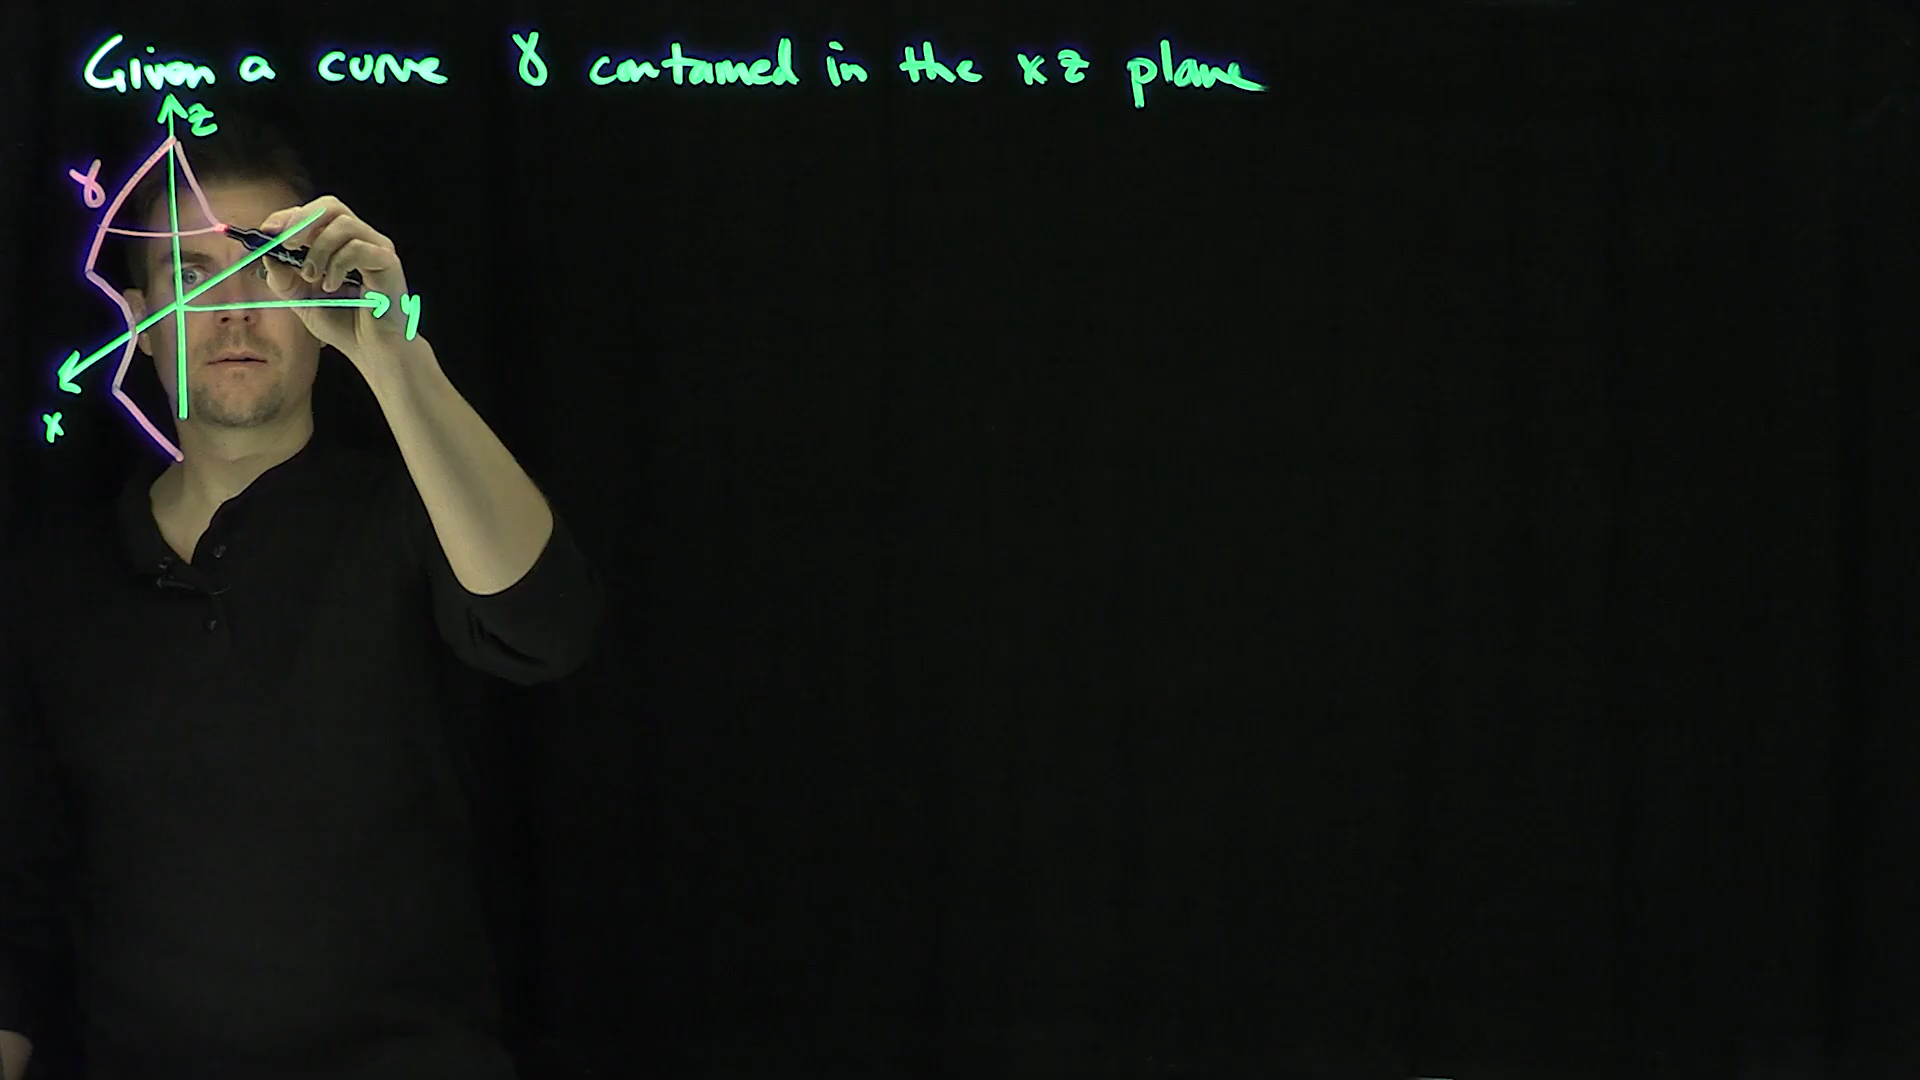 Given a curve γ contained in the xz plane
z
γ
y
x